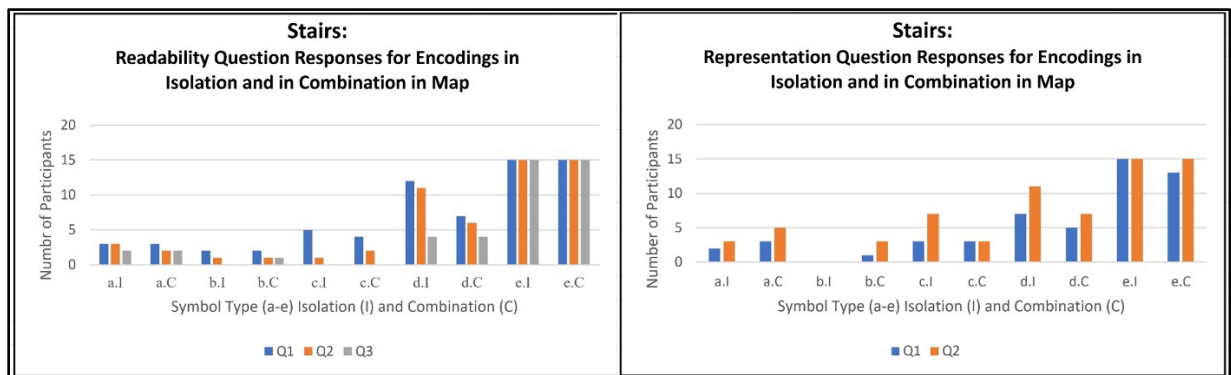 Stairs:
Readability Question Responses for Encodings in
Isolation and in Combination in Map
Numbr of Participants
20
15
10
5
0
a.I a.C b.I b.C c.I c.C d.I d.C e.I e.C
Symbol Type (a-e) Isolation (I) and Combination (C)
Q1 Q2 Q3
Stairs:
Representation Question Responses for Encodings in
Isolation and in Combination in Map
Number of Participants
20
15
10
5
0
a.I a.C b.I b.C c.I c.C d.I d.C e.I e.C
Symbol Type (a-e) Isolation (I) and Combination (C)
Q1 Q2